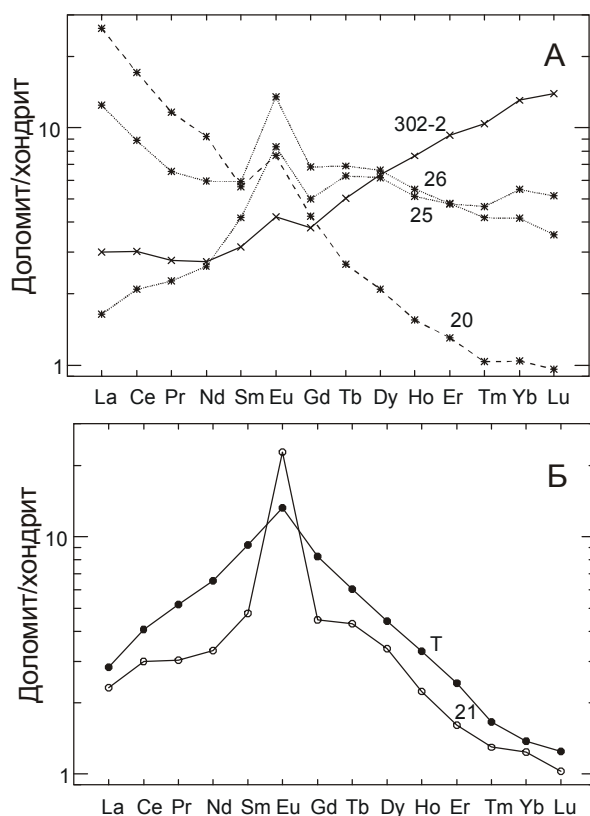 А
302-2
10
26
25
20
1
Доломит/хондрит
La Ce Pr Nd Sm Eu Gd Tb Dy Ho Er Tm Yb Lu
Б
10
Т
21
1
Доломит/хондрит
La Ce Pr Nd Sm Eu Gd Tb Dy Ho Er Tm Yb Lu